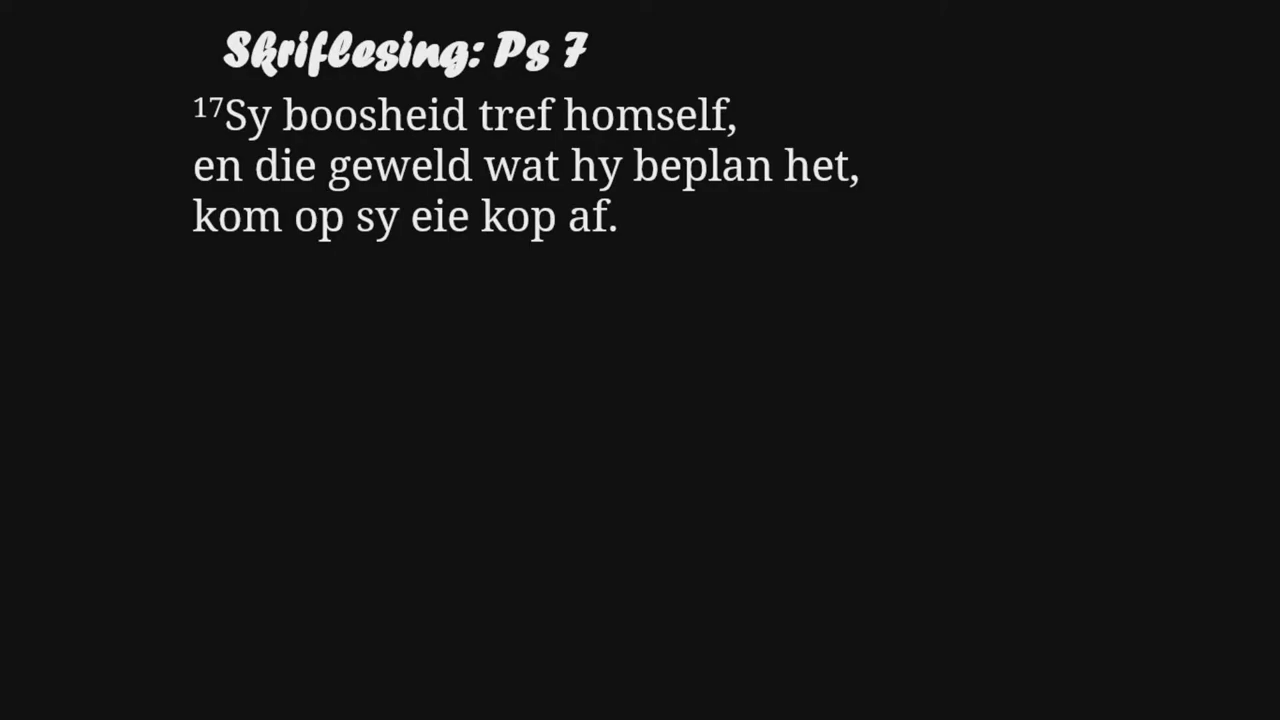 Skriflesing: Ps 7
¹⁷Sy boosheid tref homself,
en die geweld wat hy beplan het,
kom op sy eie kop af.